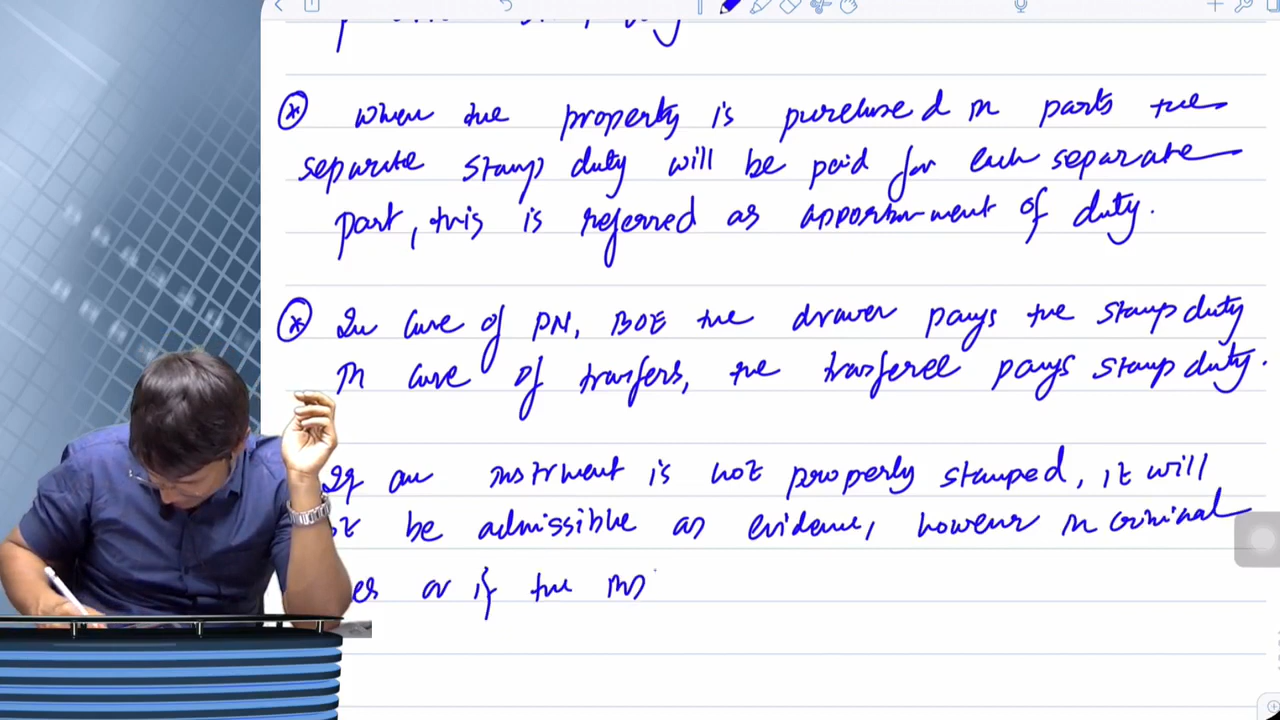 when the property is purchased in parts the
separate stamp duty will be paid for each separate
part, this is referred as apportionment of duty.
In case of PN, BOE the drawer pays the stamp duty
In case of transfers, the trasferee pays stamp duty.
If an instrument is not properly stamped, it will
be admissible as evidence, however in criminal
or if the ins